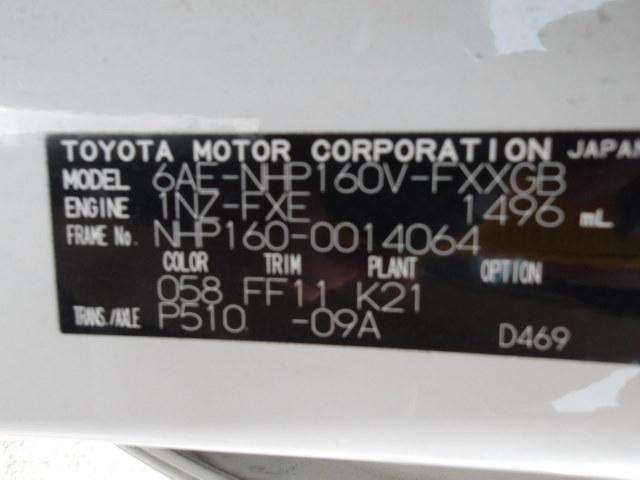 TOYOTA MOTOR CORPORATION JAPAN
MODEL 6AE-NHP160V-FXXGB
ENGINE 1NZ-FXE 1496 mL
FRAME No. NHP160-0014064
COLOR TRIM PLANT OPTION
058 FF11 K21
TRANS./AXLE P510 -09A D469